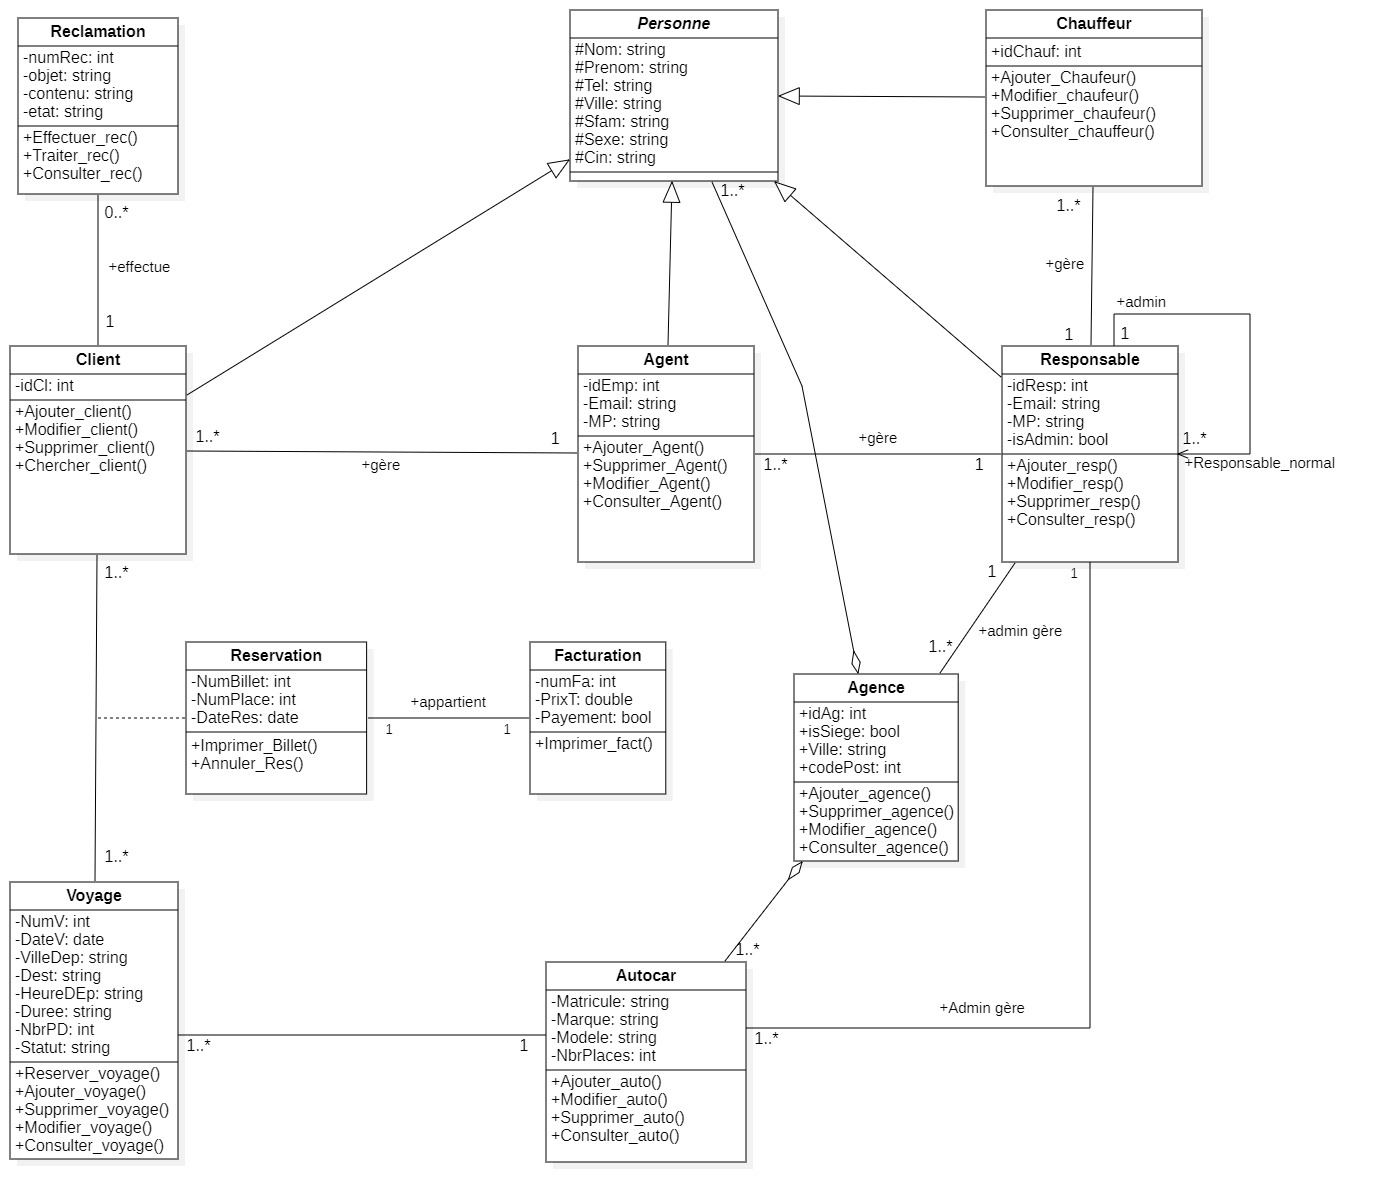 Reclamation
-numRec: int
-objet: string
-contenu: string
-etat: string
+Effectuer_rec()
+Traiter_rec()
+Consulter_rec()
Personne
#Nom: string
#Prenom: string
#Tel: string
#Ville: string
#Sfam: string
#Sexe: string
#Cin: string
Chauffeur
+idChauf: int
+Ajouter_Chaufeur()
+Modifier_chaufeur()
+Supprimer_chaufeur()
+Consulter_chauffeur()
0..*
+effectue
1
1..*
1..*
+gère
1
+admin
1
1..*
+Responsable_normal
Client
-idCl: int
+Ajouter_client()
+Modifier_client()
+Supprimer_client()
+Chercher_client()
1..*
+gère
1
Agent
-idEmp: int
-Email: string
-MP: string
+Ajouter_Agent()
+Supprimer_Agent()
+Modifier_Agent()
+Consulter_Agent()
+gère
1..*
1
Responsable
-idResp: int
-Email: string
-MP: string
-isAdmin: bool
+Ajouter_resp()
+Modifier_resp()
+Supprimer_resp()
+Consulter_resp()
1..*
1..*
1
+admin gère
1..*
1
Reservation
-NumBillet: int
-NumPlace: int
-DateRes: date
+Imprimer_Billet()
+Annuler_Res()
+appartient
1
1
Facturation
-numFa: int
-PrixT: double
-Payement: bool
+Imprimer_fact()
Agence
+idAg: int
+isSiege: bool
+Ville: string
+codePost: int
+Ajouter_agence()
+Supprimer_agence()
+Modifier_agence()
+Consulter_agence()
1..*
+Admin gère
1..*
Voyage
-NumV: int
-DateV: date
-VilleDep: string
-Dest: string
-HeureDEp: string
-Duree: string
-NbrPD: int
-Statut: string
+Reserver_voyage()
+Ajouter_voyage()
+Supprimer_voyage()
+Modifier_voyage()
+Consulter_voyage()
1..*
1
Autocar
-Matricule: string
-Marque: string
-Modele: string
-NbrPlaces: int
+Ajouter_auto()
+Modifier_auto()
+Supprimer_auto()
+Consulter_auto()